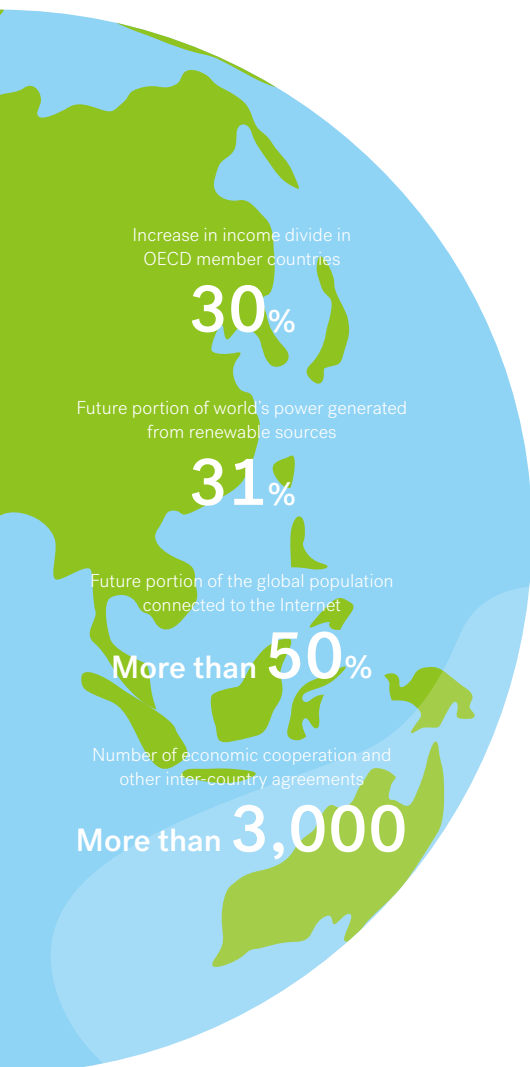 Increase in income divide in
OECD member countries
30%
Future portion of world's power generated
from renewable sources
31%
Future portion of the global population
connected to the Internet
More than 50%
Number of economic cooperation and
other inter-country agreements
More than 3,000